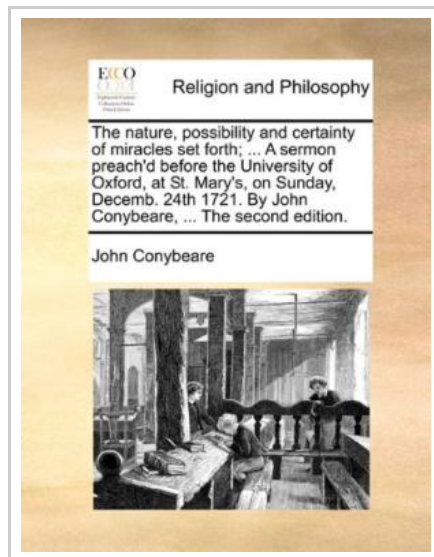 ECCO
Religion and Philosophy
The nature, possibility and certainty
of miracles set forth; ... A sermon
preach'd before the University of
Oxford, at St. Mary's, on Sunday,
Decemb. 24th 1721. By John
Conybeare, ... The second edition.
John Conybeare